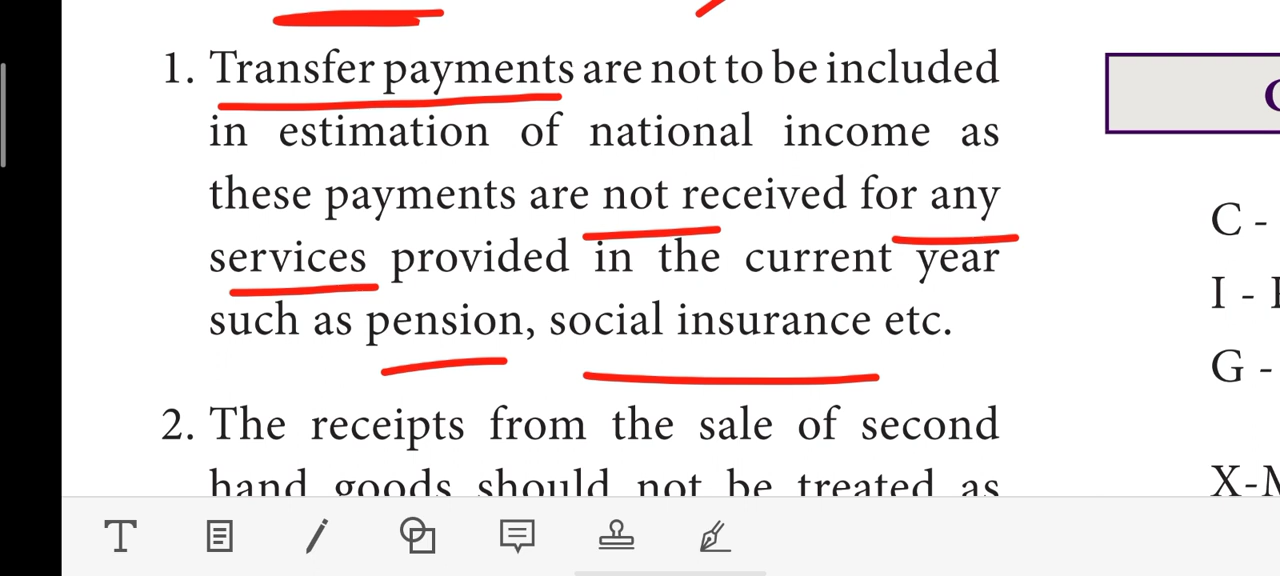 1. Transfer payments are not to be included
in estimation of national income as
these payments are not received for any
services provided in the current year
such as pension, social insurance etc.
2. The receipts from the sale of second
hand goods should not be treated as
C -
I -
G -
X-M
T